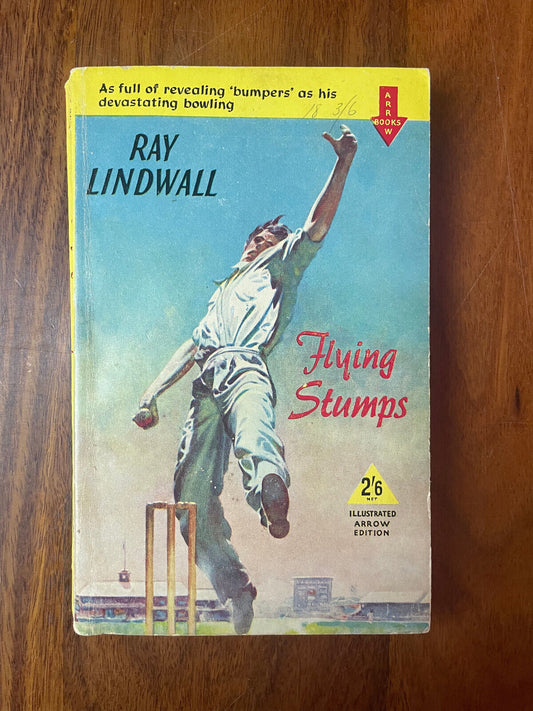 As full of revealing 'bumpers' as his
devastating bowling
18 3/6
ARROW
BOOKS
RAY
LINDWALL
Flying
Stumps
2'6
NET
ILLUSTRATED
ARROW
EDITION